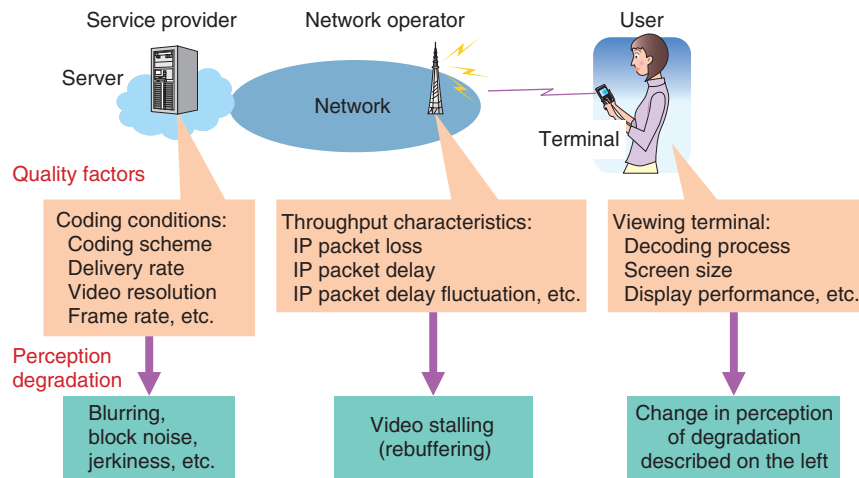 Service provider
Network operator
User
Server
Network
Terminal
Quality factors
Coding conditions:
Coding scheme
Delivery rate
Video resolution
Frame rate, etc.
Throughput characteristics:
IP packet loss
IP packet delay
IP packet delay fluctuation, etc.
Viewing terminal:
Decoding process
Screen size
Display performance, etc.
Perception
degradation
Blurring,
block noise,
jerkiness, etc.
Video stalling
(rebuffering)
Change in perception
of degradation
described on the left